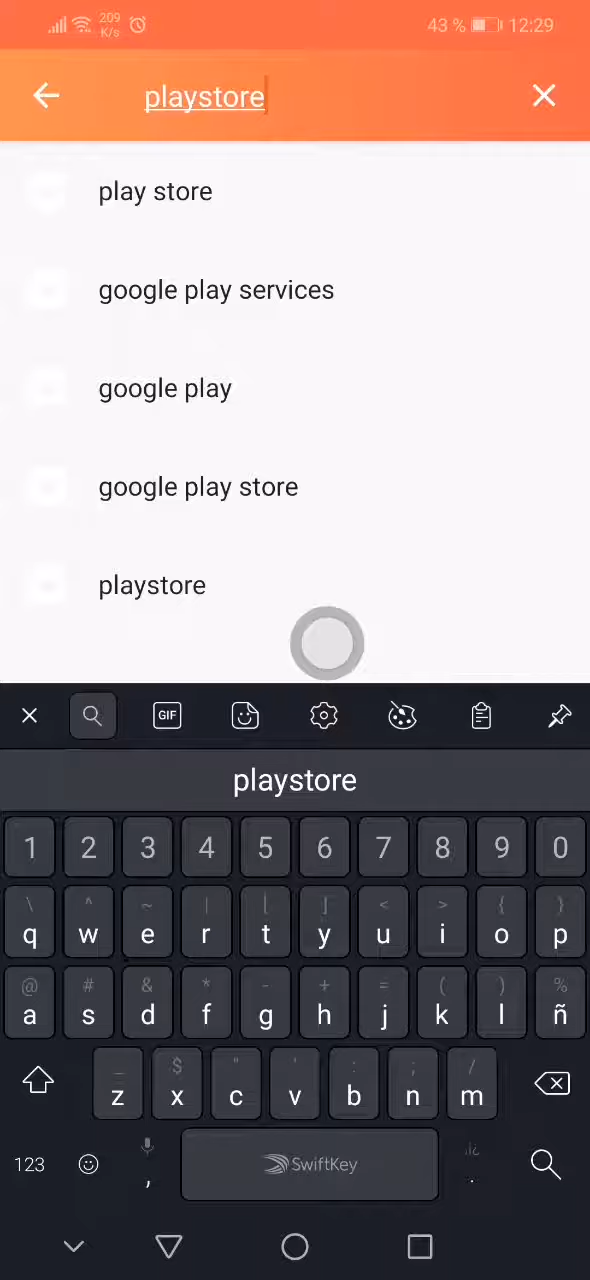 209
K/s
43 % 12:29
playstore
play store
google play services
google play
google play store
playstore
GIF
playstore
1 2 3 4 5 6 7 8 9 0
\ ^ ~ | [ ] < > { }
q w e r t y u i o p
@ # & * - + = ( ) %
a s d f g h j k l ñ
_ $ " ' : ; /
z x c v b n m
123 , SwiftKey .